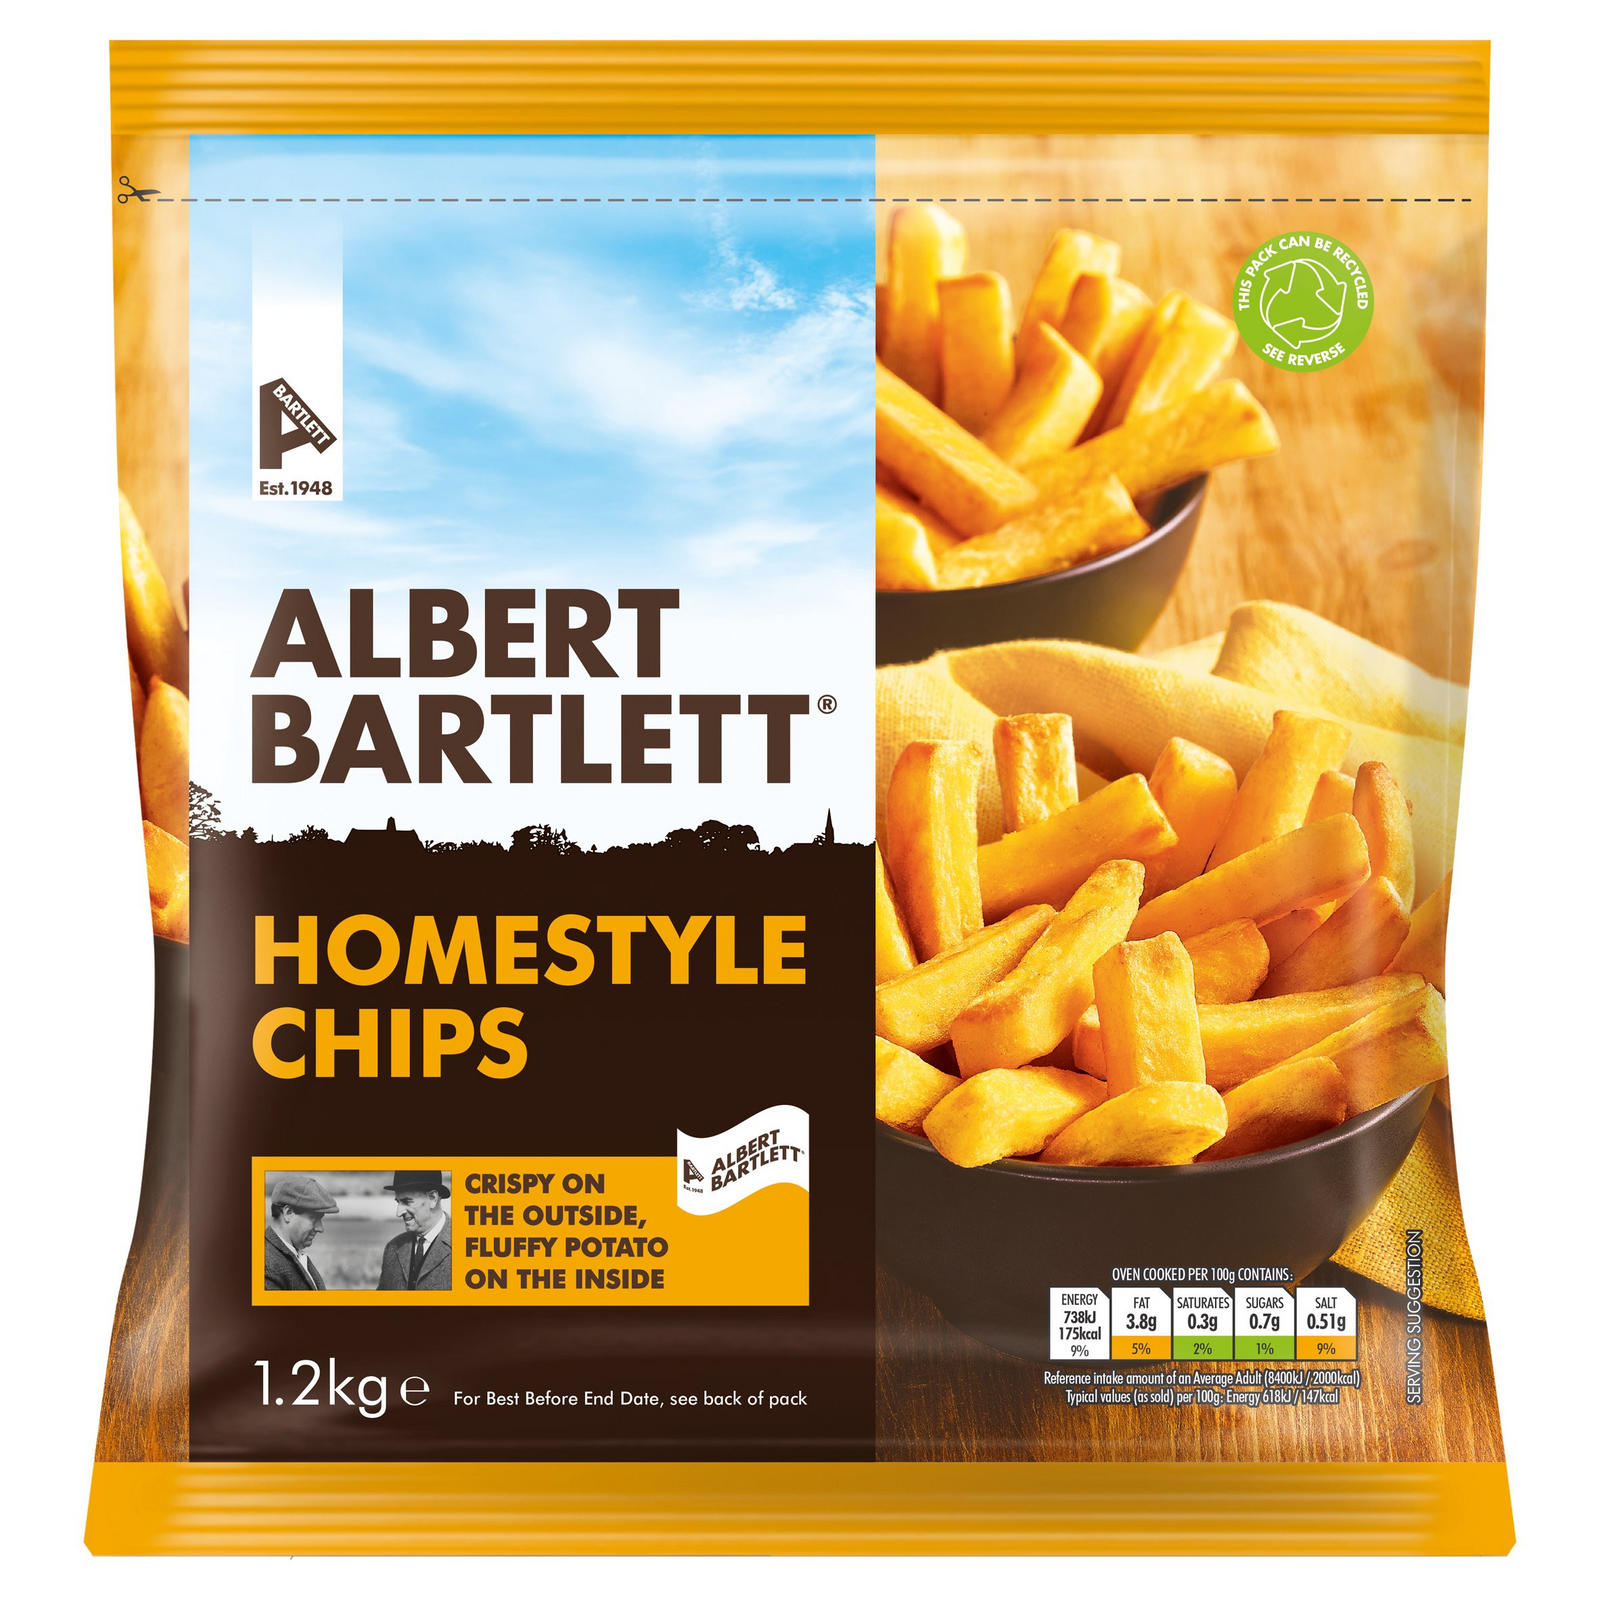 THIS PACK CAN BE RECYCLED
SEE REVERSE
BARTLETT
Est.1948
ALBERT
BARTLETT®
HOMESTYLE
CHIPS
ALBERT
BARTLETT
Est.1948
CRISPY ON
THE OUTSIDE,
FLUFFY POTATO
ON THE INSIDE
1.2kg e
For Best Before End Date, see back of pack
OVEN COOKED PER 100g CONTAINS:
ENERGY FAT SATURATES SUGARS SALT
738kJ 3.8g 0.3g 0.7g 0.51g
175kcal
9% 5% 2% 1% 9%
Reference intake amount of an Average Adult (8400kJ / 2000kcal)
Typical values (as sold) per 100g: Energy 618kJ / 147kcal
SERVING SUGGESTION